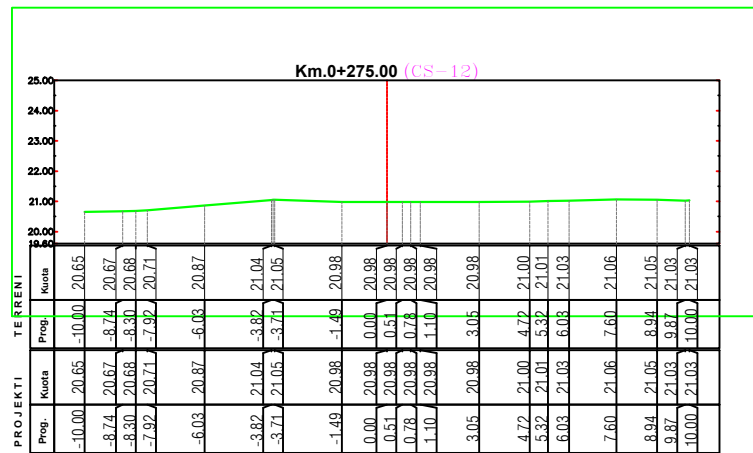 Km.0+275.00 (CS-12)
25.00
24.00
23.00
22.00
21.00
20.00
19.60
TERRENI
Kuota 20.65 20.67 20.68 20.71 20.87 21.04 21.05 20.98 20.98 20.98 20.98 20.98 20.98 21.00 21.01 21.03 21.06 21.05 21.03 21.03
Prog. -10.00 -8.74 -8.30 -7.92 -6.03 -3.82 -3.71 -1.49 0.00 0.51 0.78 1.10 3.05 4.72 5.32 6.03 7.60 8.94 9.87 10.00
PROJEKTI
Kuota 20.65 20.67 20.68 20.71 20.87 21.04 21.05 20.98 20.98 20.98 20.98 20.98 20.98 21.00 21.01 21.03 21.06 21.05 21.03 21.03
Prog. -10.00 -8.74 -8.30 -7.92 -6.03 -3.82 -3.71 -1.49 0.00 0.51 0.78 1.10 3.05 4.72 5.32 6.03 7.60 8.94 9.87 10.00